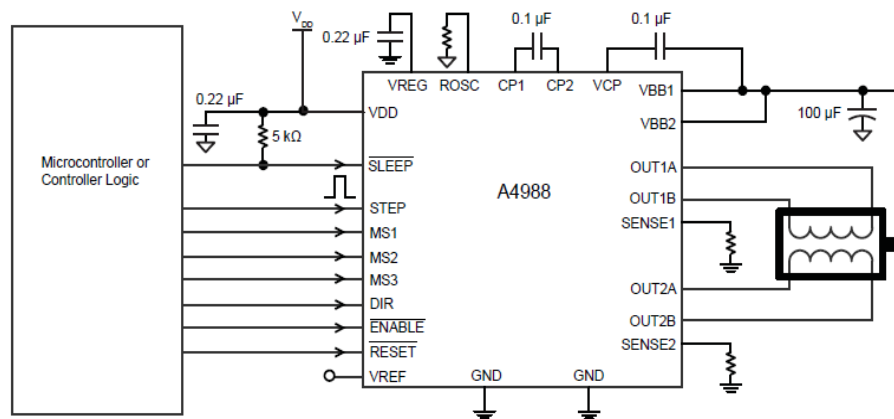 V_DD
0.22 µF
0.1 µF
0.1 µF
VREG
ROSC
CP1
CP2
VCP
VBB1
0.22 µF
VDD
100 µF
VBB2
5 kΩ
Microcontroller or
Controller Logic
SLEEP
OUT1A
A4988
OUT1B
STEP
SENSE1
MS1
MS2
MS3
OUT2A
DIR
OUT2B
ENABLE
SENSE2
RESET
VREF
GND
GND